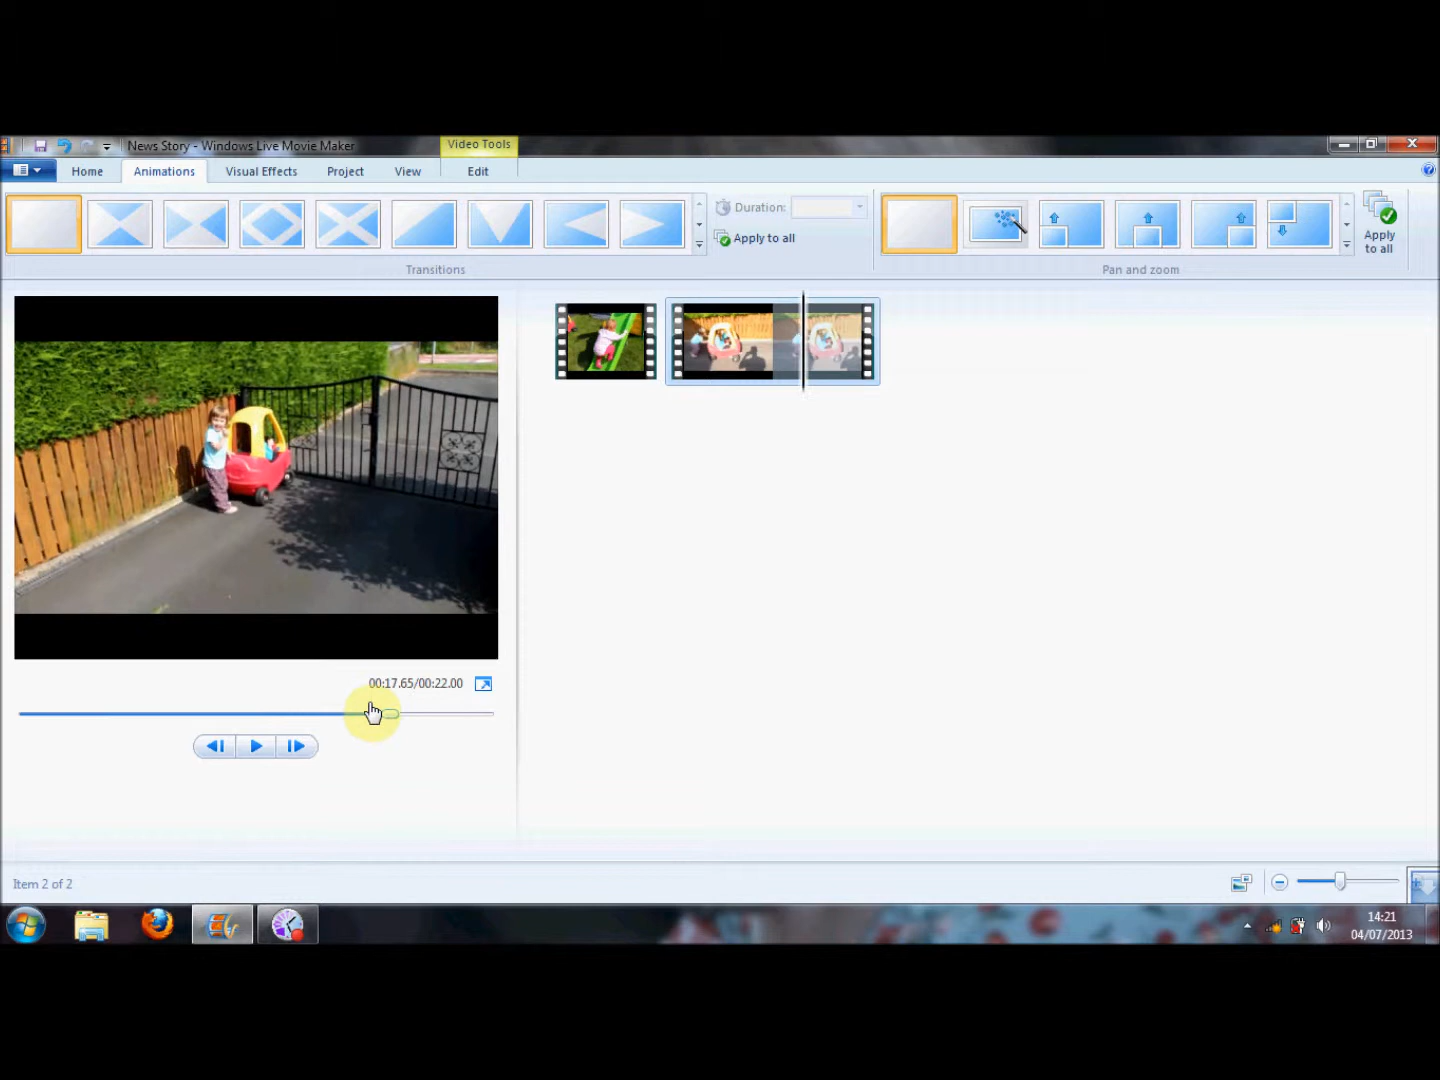 News Story - Windows Live Movie Maker
Video Tools
Home
Animations
Visual Effects
Project
View
Edit
Duration:
Apply to all
Apply
to all
Transitions
Pan and zoom
00:17.65/00:22.00
Item 2 of 2
14:21
04/07/2013